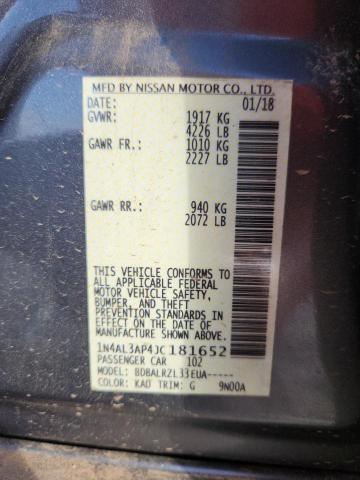 MFD BY NISSAN MOTOR CO., LTD.
DATE: 01/18
GVWR: 1917 KG
4226 LB
GAWR FR.: 1010 KG
2227 LB
GAWR RR.: 940 KG
2072 LB
THIS VEHICLE CONFORMS TO
ALL APPLICABLE FEDERAL
MOTOR VEHICLE SAFETY,
BUMPER, AND THEFT
PREVENTION STANDARDS IN
EFFECT ON THE DATE OF
MANUFACTURE SHOWN ABOVE.
1N4AL3AP4JC181652
PASSENGER CAR 102
MODEL: BDBALRZL33EUA-----
COLOR: KAD TRIM: G 9N00A